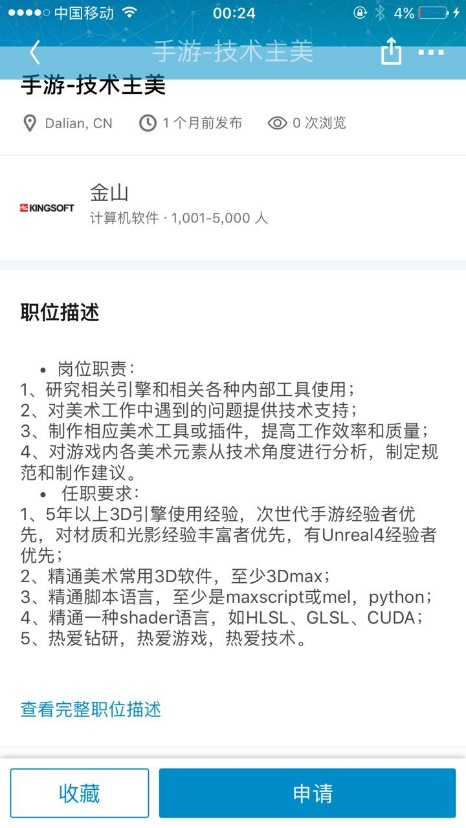 中国移动 00:24 4%
手游-技术主美
手游-技术主美
Dalian, CN 1 个月前发布 0 次浏览
KINGSOFT
金山
计算机软件 · 1,001-5,000 人
职位描述
• 岗位职责：
1、研究相关引擎和相关各种内部工具使用；
2、对美术工作中遇到的问题提供技术支持；
3、制作相应美术工具或插件，提高工作效率和质量；
4、对游戏内各美术元素从技术角度进行分析，制定规
范和制作建议。
• 任职要求：
1、5年以上3D引擎使用经验，次世代手游经验者优
先，对材质和光影经验丰富者优先，有Unreal4经验者
优先；
2、精通美术常用3D软件，至少3Dmax；
3、精通脚本语言，至少是maxscript或mel，python；
4、精通一种shader语言，如HLSL、GLSL、CUDA；
5、热爱钻研，热爱游戏，热爱技术。
查看完整职位描述
收藏 申请